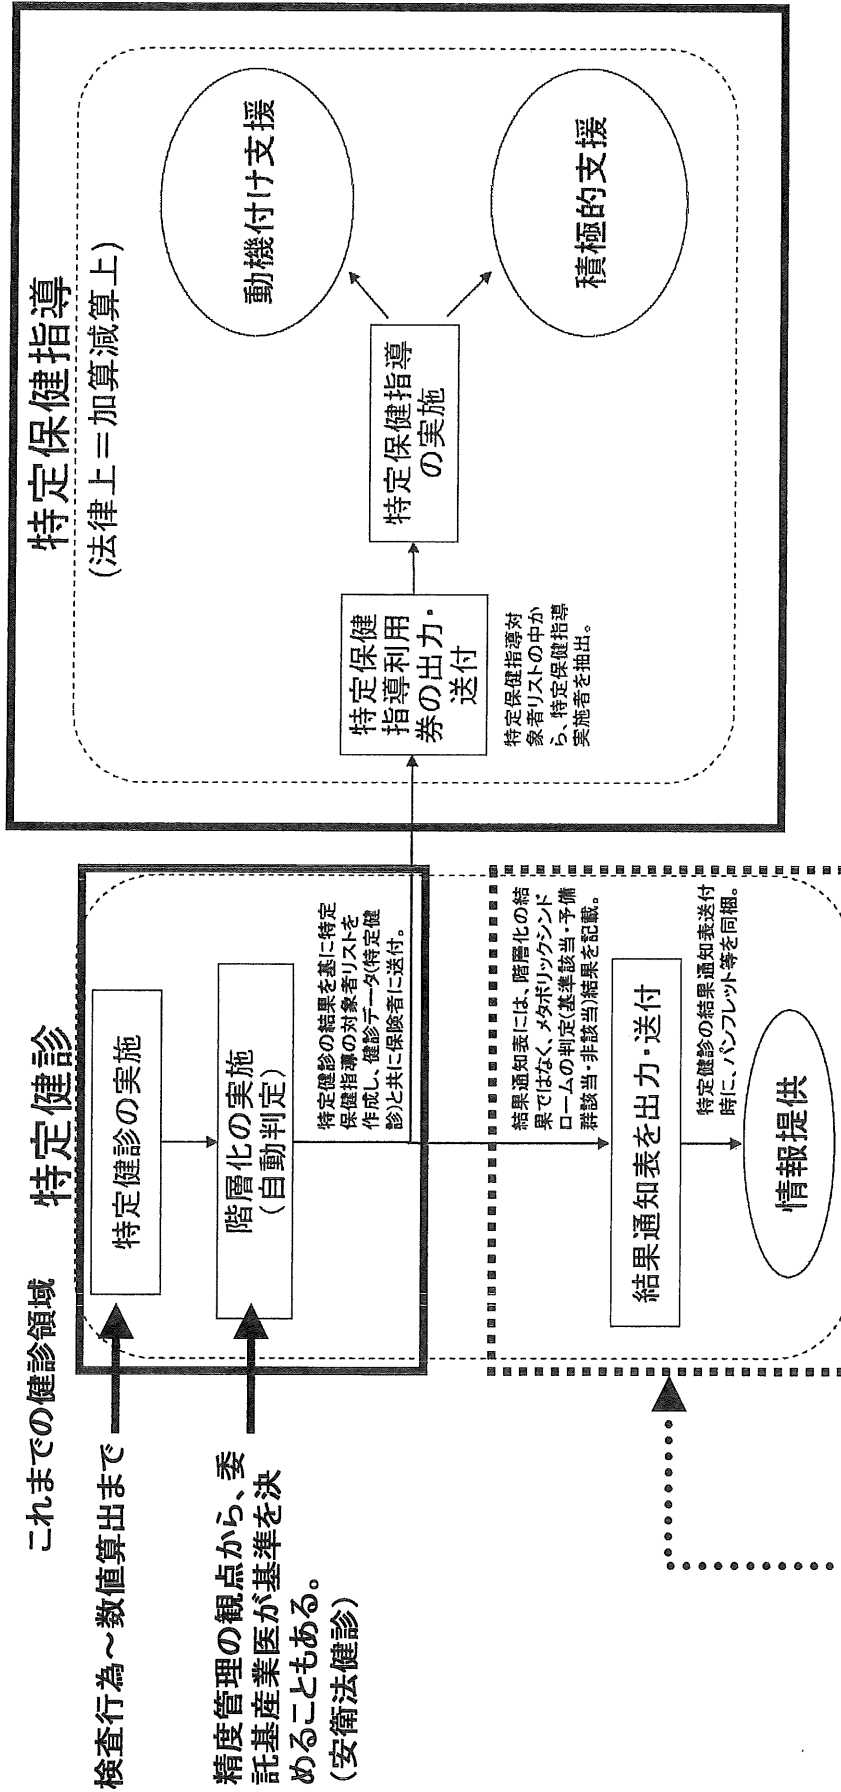 これまでの健診領域
検査行為～数値算出まで
精度管理の観点から、委
託基産業医が基準を決
めることもある。
(安衛法健診)
特定健診
特定健診の実施
階層化の実施
(自動判定)
特定健診の結果を基に特定
保健指導の対象者リストを
作成し、健診データ(特定健
診)と共に保険者に送付。
結果通知表には、階層化の結
果ではなく、メタボリックシンド
ロームの判定(基準該当・予備
群該当・非該当)結果を記載。
結果通知表を出力・送付
特定健診の結果通知表送付
時に、パンフレット等を同梱。
情報提供
特定保健指導
(法律上＝加算減算上)
特定保健
指導利用
券の出力・
送付
特定保健指導対
象者リストの中か
ら、特定保健指導
実施者を抽出。
特定保健指導
の実施
動機付け支援
積極的支援